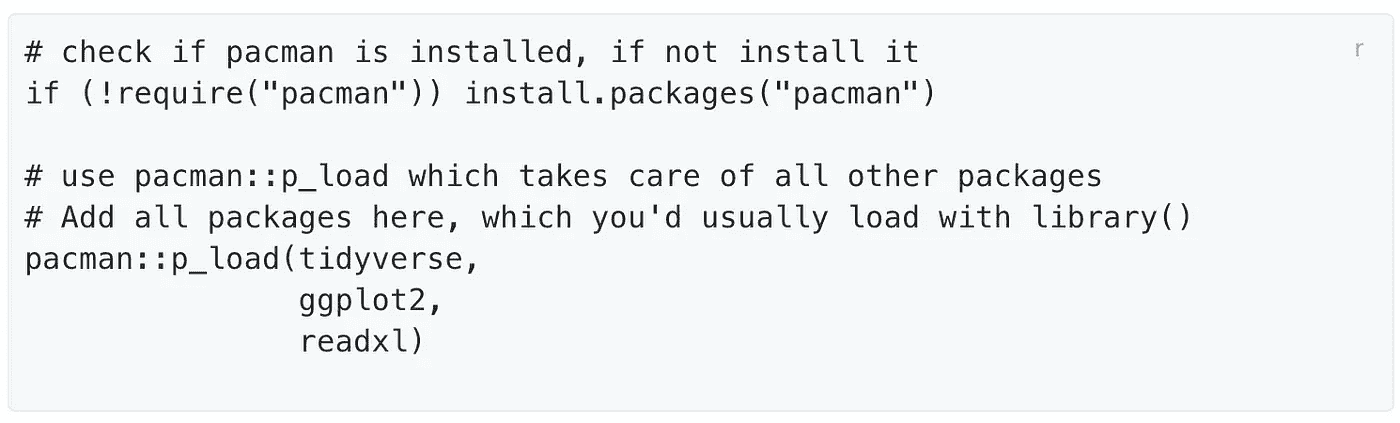 # check if pacman is installed, if not install it
r
if (!require("pacman")) install.packages("pacman")

# use pacman::p_load which takes care of all other packages
# Add all packages here, which you'd usually load with library()
pacman::p_load(tidyverse,
               ggplot2,
               readxl)